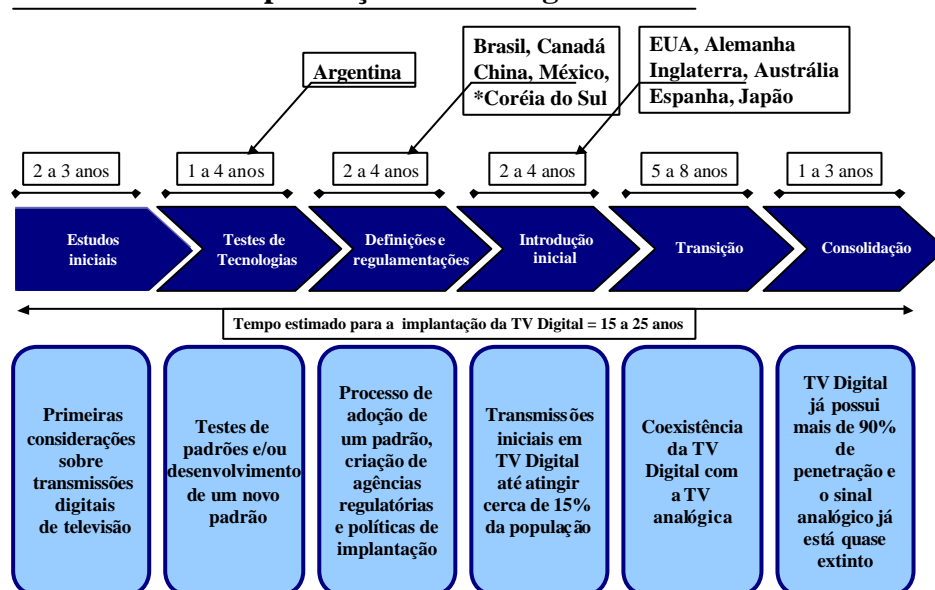 Argentina
Brasil, Canadá
China, México,
*Coréia do Sul
EUA, Alemanha
Inglaterra, Austrália
Espanha, Japão
2 a 3 anos
1 a 4 anos
2 a 4 anos
2 a 4 anos
5 a 8 anos
1 a 3 anos
Estudos
iniciais
Testes de
Tecnologias
Definições e
regulamentações
Introdução
inicial
Transição
Consolidação
Tempo estimado para a implantação da TV Digital = 15 a 25 anos
Primeiras
considerações
sobre
transmissões
digitais
de televisão
Testes de
padrões e/ou
desenvolvimento
de um novo
padrão
Processo de
adoção de
um padrão,
criação de
agências
regulatórias
e políticas de
implantação
Transmissões
iniciais em
TV Digital
até atingir
cerca de 15%
da população
Coexistência
da TV
Digital com
a TV
analógica
TV Digital
já possui
mais de 90%
de
penetração e
o sinal
analógico já
está quase
extinto